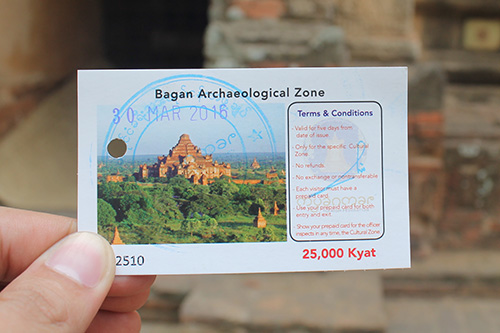 Bagan Archaeological Zone
30 MAR 2016
Terms & Conditions
- Valid for five days from
date of issue
- Only for the specific, Cultural
Zone
- No refunds
- No exchange or nontransferable
- Each visitor must have a
prepaid card.
- Use your prepaid card for both
entry and exit.
- Show your prepaid card for the officer
inspects in any time, the Cultural Zone
2510
25,000 Kyat